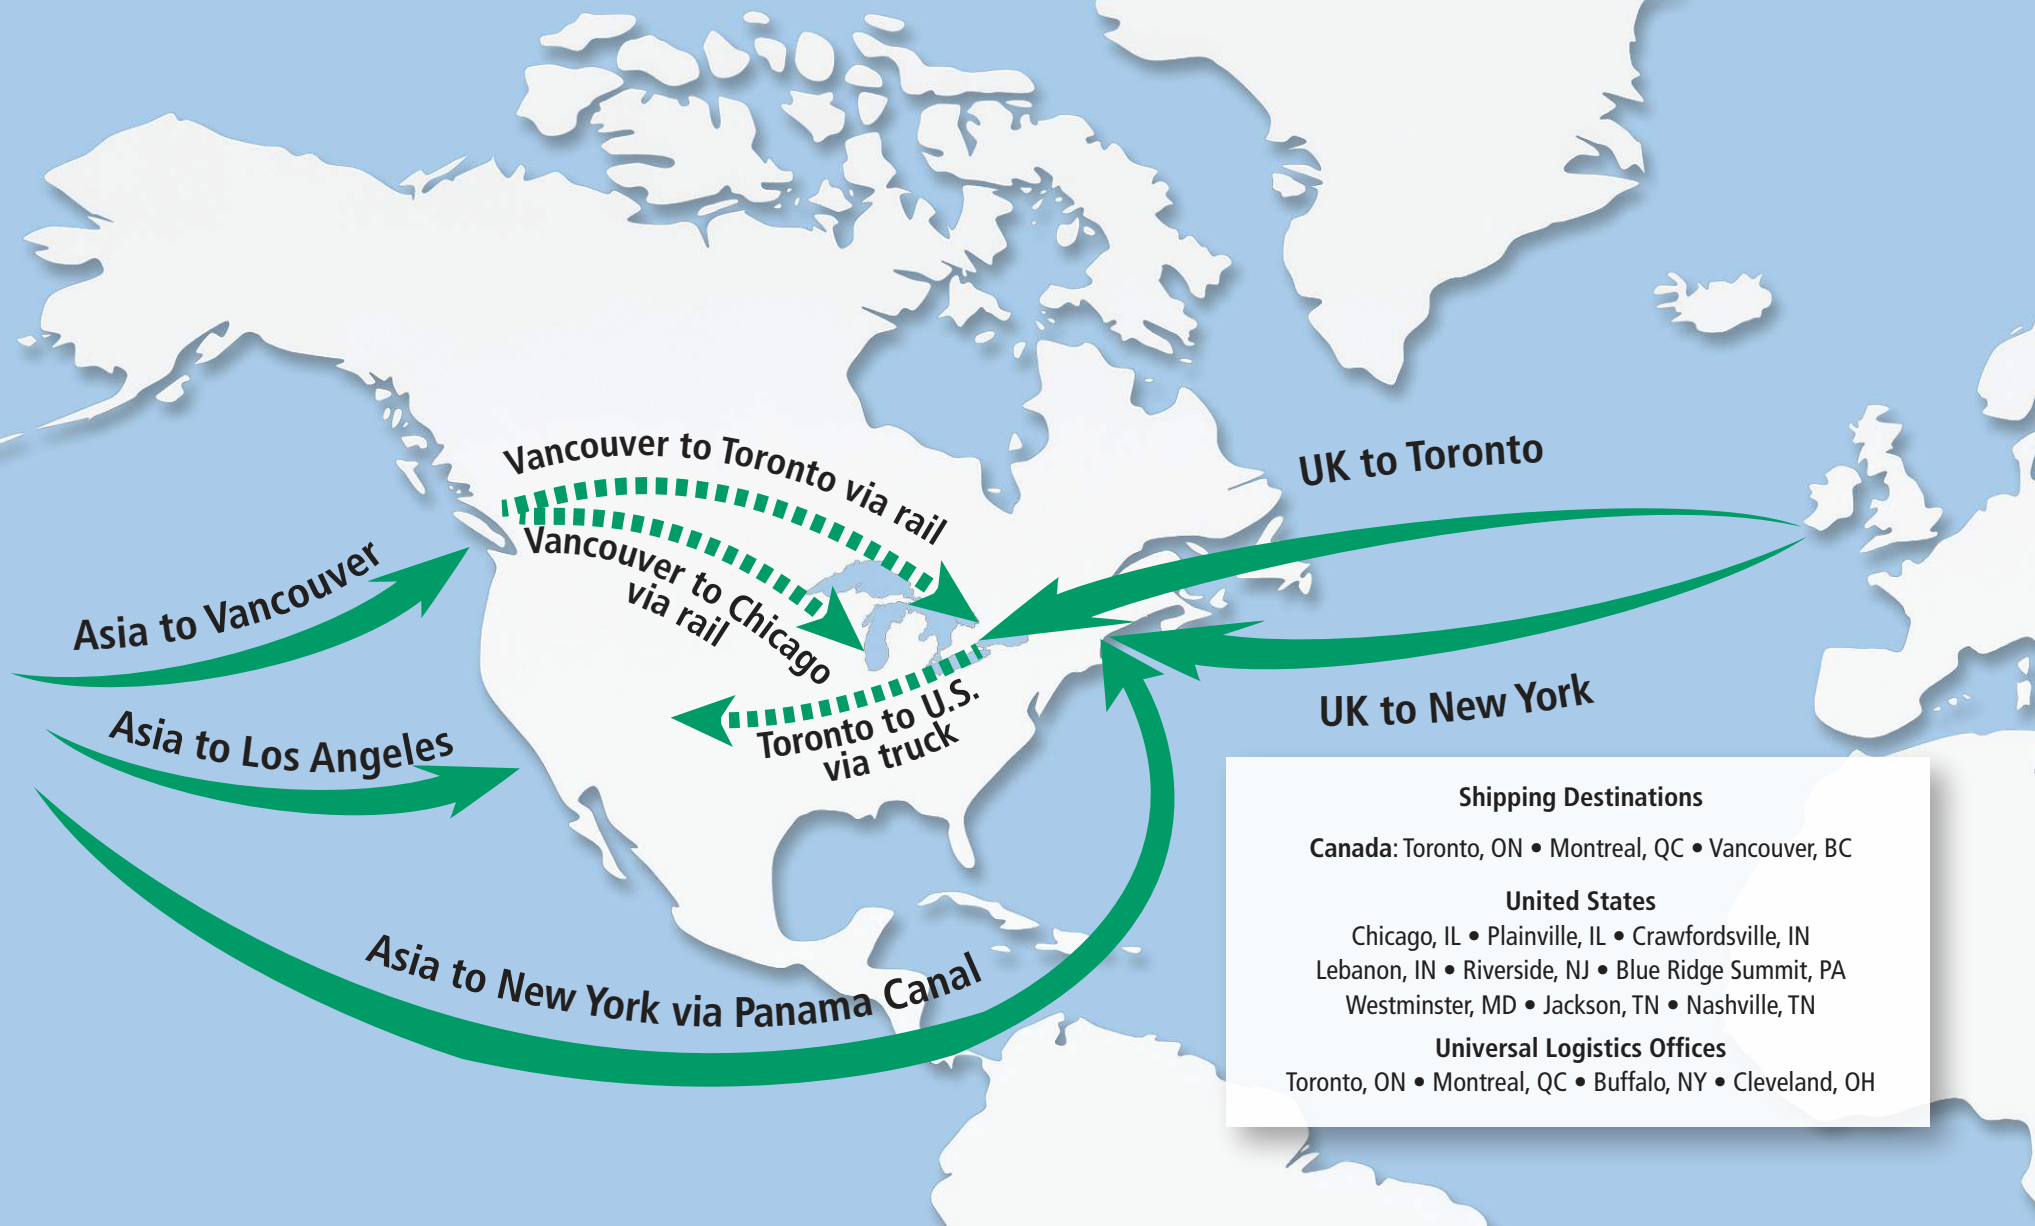 Vancouver to Toronto via rail
Vancouver to Chicago
via rail
UK to Toronto
Asia to Vancouver
Asia to Los Angeles
Toronto to U.S.
via truck
UK to New York
Asia to New York via Panama Canal
Shipping Destinations
Canada: Toronto, ON • Montreal, QC • Vancouver, BC
United States
Chicago, IL • Plainville, IL • Crawfordsville, IN
Lebanon, IN • Riverside, NJ • Blue Ridge Summit, PA
Westminster, MD • Jackson, TN • Nashville, TN
Universal Logistics Offices
Toronto, ON • Montreal, QC • Buffalo, NY • Cleveland, OH